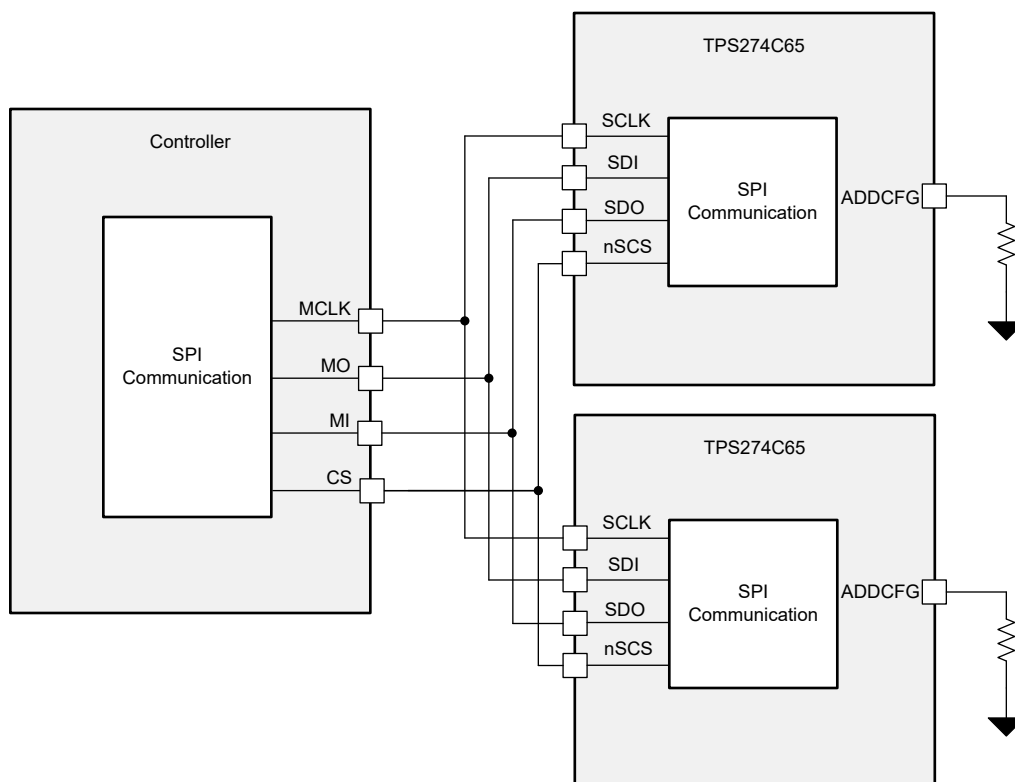 Controller
SPI
Communication
MCLK
MO
MI
CS
TPS274C65
SCLK
SDI
SDO
nSCS
SPI
Communication
ADDCFG
TPS274C65
SCLK
SDI
SDO
nSCS
SPI
Communication
ADDCFG